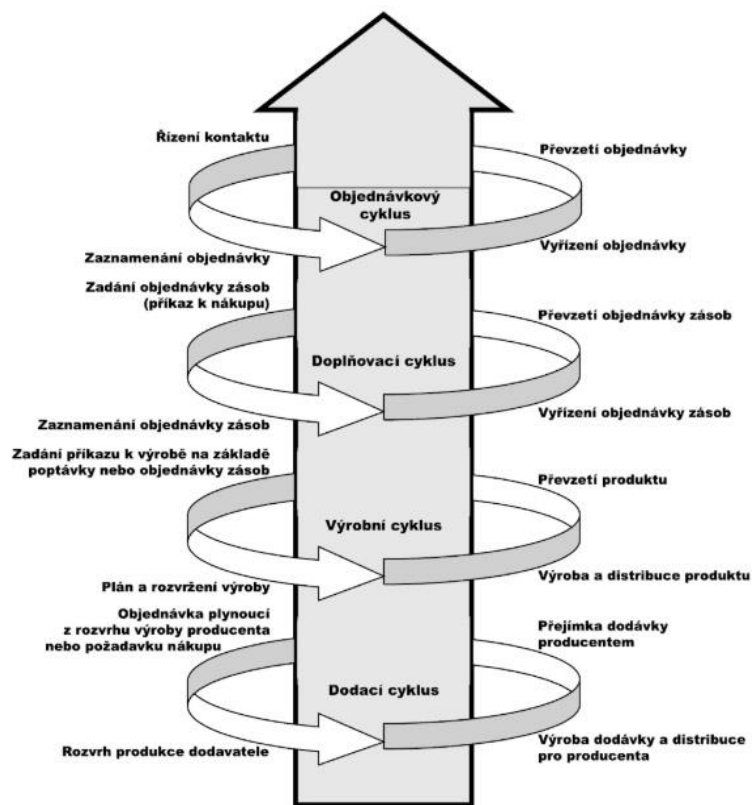 Řízení kontaktu
Převzetí objednávky
Objednávkový
cyklus
Zaznamenání objednávky
Vyřízení objednávky
Zadání objednávky zásob
(příkaz k nákupu)
Převzetí objednávky zásob
Doplňovací cyklus
Zaznamenání objednávky zásob
Vyřízení objednávky zásob
Zadání příkazu k výrobě na základě
poptávky nebo objednávky zásob
Převzetí produktu
Výrobní cyklus
Plán a rozvržení výroby
Výroba a distribuce produktu
Objednávka plynoucí
z rozvrhu výroby producenta
nebo požadavku nákupu
Přejímka dodávky
producentem
Dodací cyklus
Rozvrh produkce dodavatele
Výroba dodávky a distribuce
pro producenta